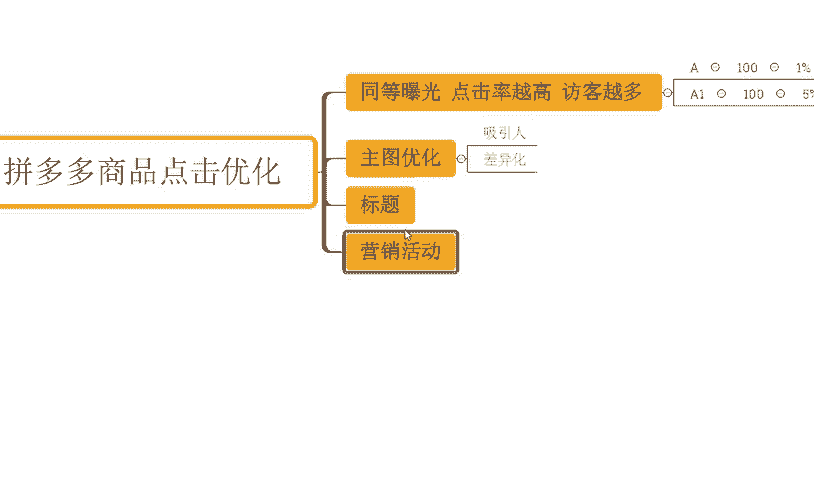 拼多多商品点击优化
同等曝光 点击率越高 访客越多
A 100 1%
A1 100 5%
主图优化
吸引人
差异化
标题
营销活动